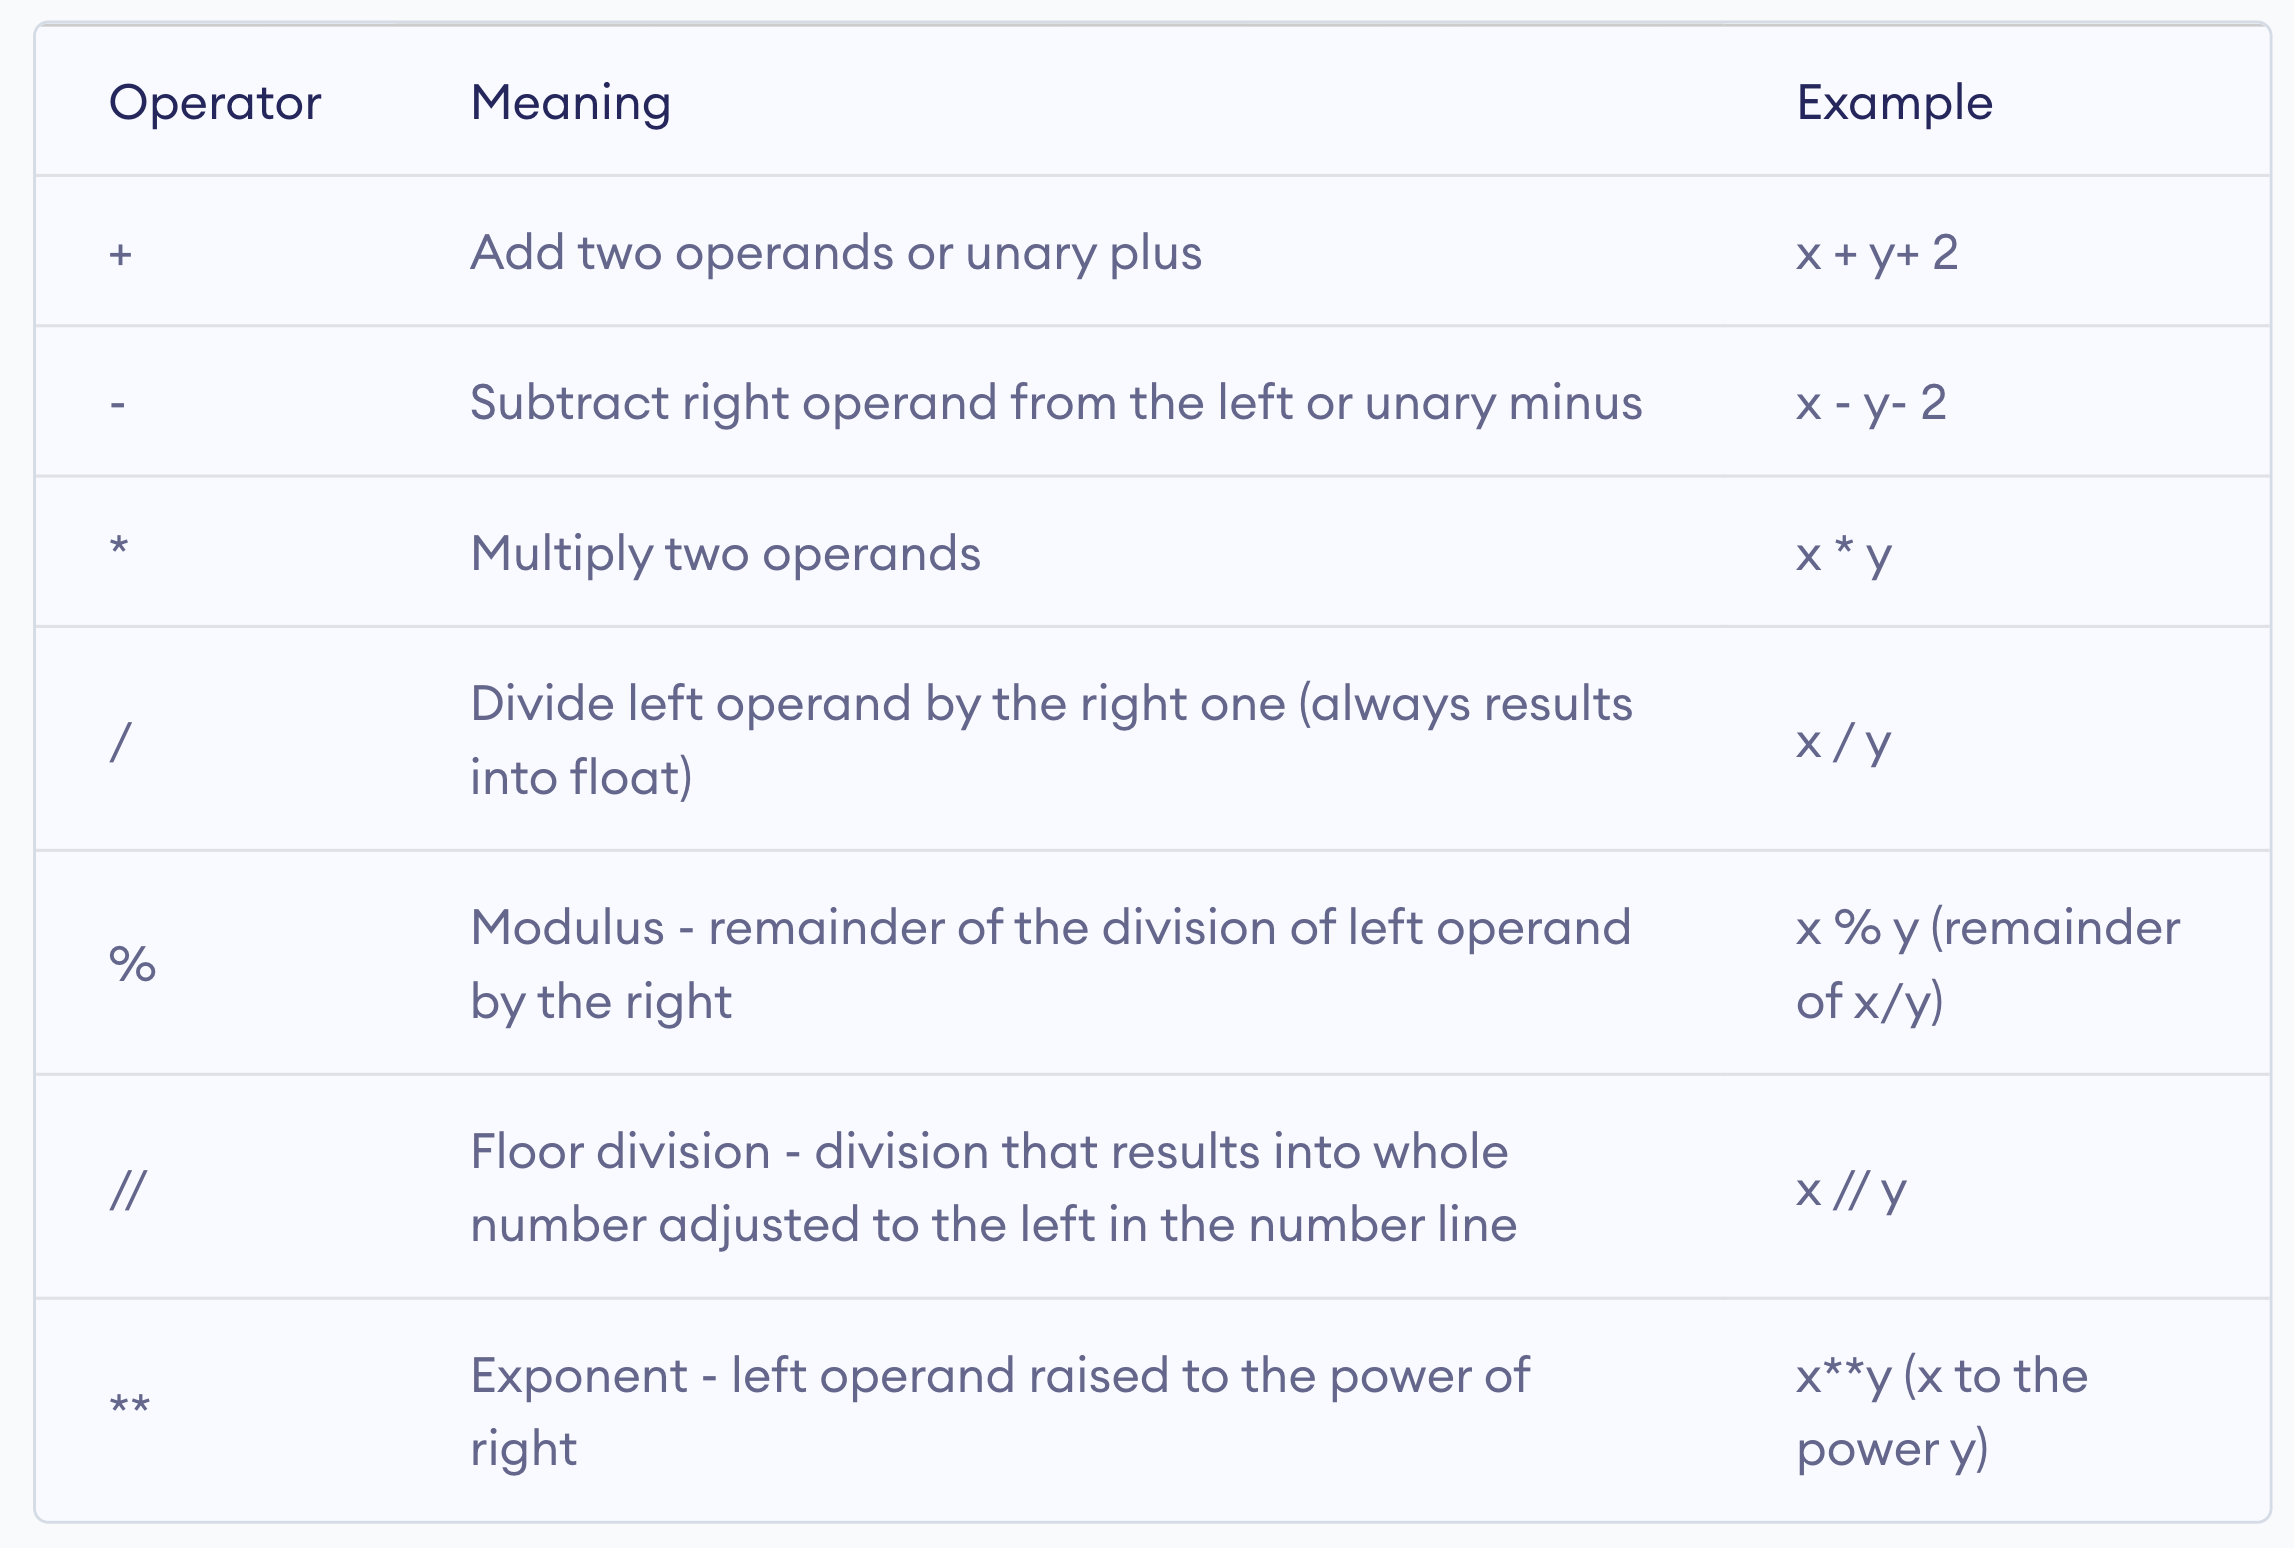 Operator Meaning Example
+ Add two operands or unary plus x + y+ 2
- Subtract right operand from the left or unary minus x - y- 2
* Multiply two operands x * y
/ Divide left operand by the right one (always results
into float) x / y
% Modulus - remainder of the division of left operand
by the right x % y (remainder
of x/y)
// Floor division - division that results into whole
number adjusted to the left in the number line x // y
** Exponent - left operand raised to the power of
right x**y (x to the
power y)